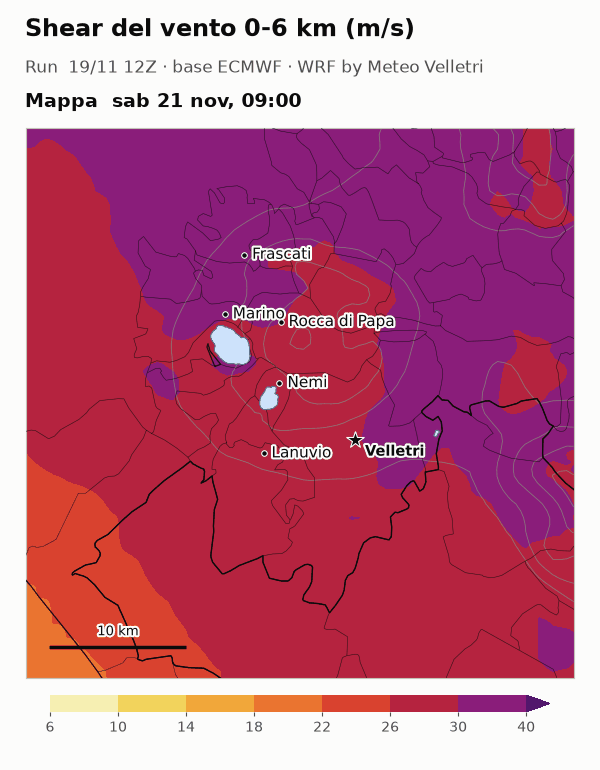 Shear del vento 0-6 km (m/s)
Run  19/11 12Z · base ECMWF · WRF by Meteo Velletri
Mappa  sab 21 nov, 09:00
Frascati
Marino
Rocca di Papa
Nemi
Velletri
Lanuvio
10 km
6 10 14 18 22 26 30 40